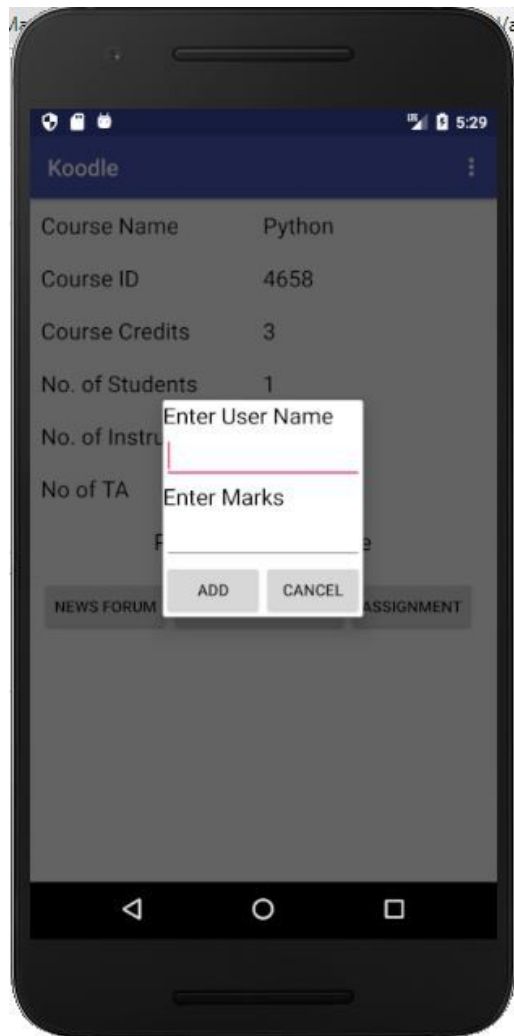 5:29
Koodle
Course Name Python
Course ID 4658
Course Credits 3
No. of Students 1
Enter User Name
No. of Instru
Enter Marks
No of TA
ADD CANCEL
NEWS FORUM ASSIGNMENT